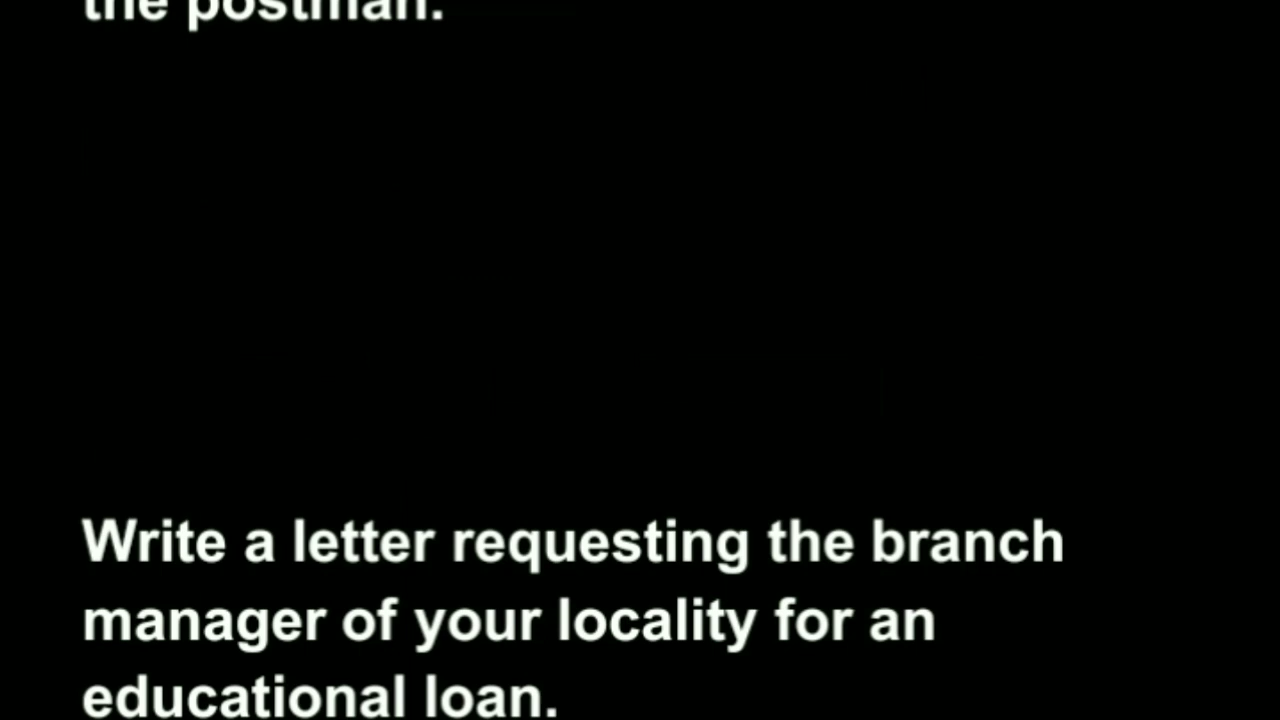 the postman.
Write a letter requesting the branch
manager of your locality for an
educational loan.